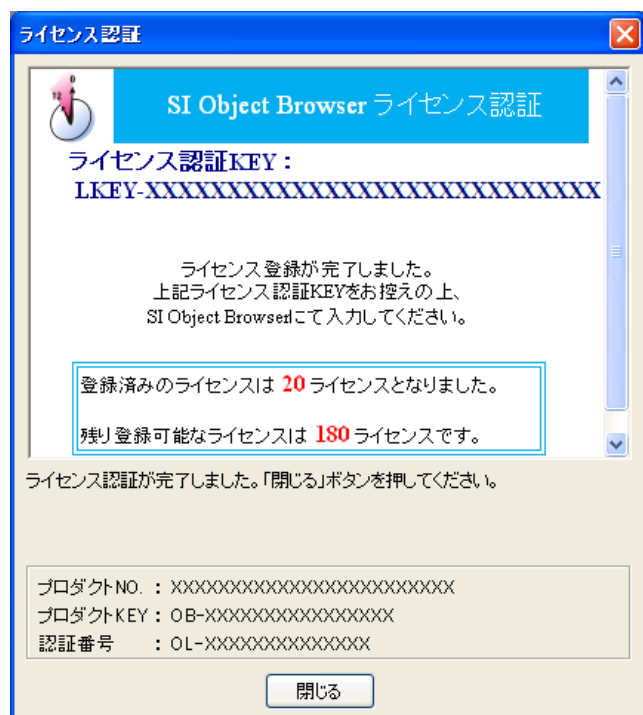 ライセンス認証
SI Object Browser ライセンス認証
ライセンス認証KEY：
LKEY-XXXXXXXXXXXXXXXXXXXXXXXXXXXX
ライセンス登録が完了しました。
上記ライセンス認証KEYをお控えの上、
SI Object Browserにて入力してください。
登録済みのライセンスは 20 ライセンスとなりました。
残り登録可能なライセンスは 180 ライセンスです。
ライセンス認証が完了しました。「閉じる」ボタンを押してください。
プロダクトNO. : XXXXXXXXXXXXXXXXXXXXXXXX
プロダクトKEY : OB-XXXXXXXXXXXXXXXX
認証番号 : OL-XXXXXXXXXXXXXX
閉じる